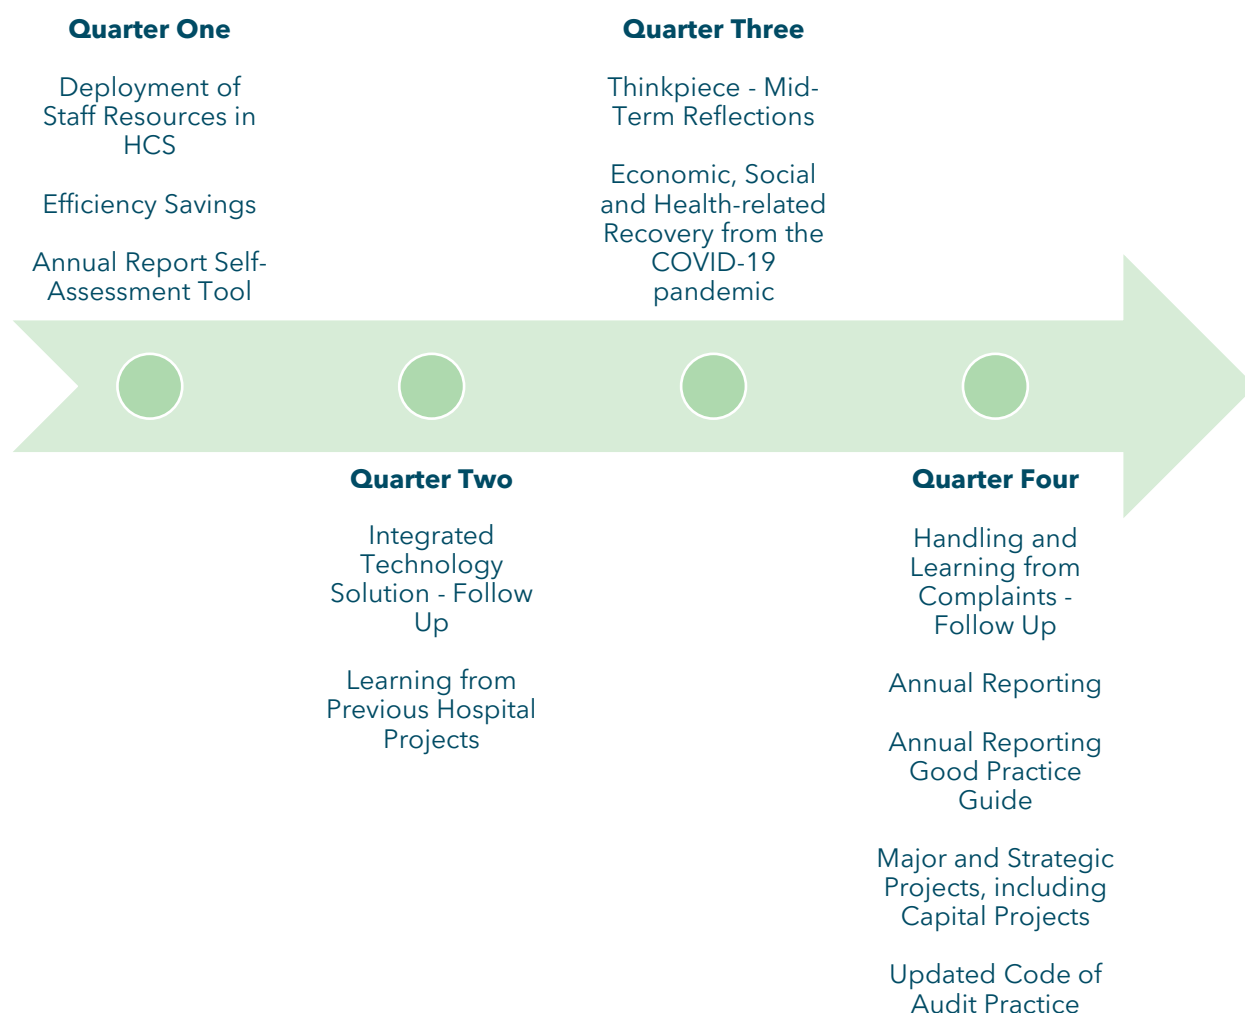 Quarter One
Deployment of
Staff Resources in
HCS
Efficiency Savings
Annual Report Self-
Assessment Tool
Quarter Two
Integrated
Technology
Solution - Follow
Up
Learning from
Previous Hospital
Projects
Quarter Three
Thinkpiece - Mid-
Term Reflections
Economic, Social
and Health-related
Recovery from the
COVID-19
pandemic
Quarter Four
Handling and
Learning from
Complaints -
Follow Up
Annual Reporting
Annual Reporting
Good Practice
Guide
Major and Strategic
Projects, including
Capital Projects
Updated Code of
Audit Practice